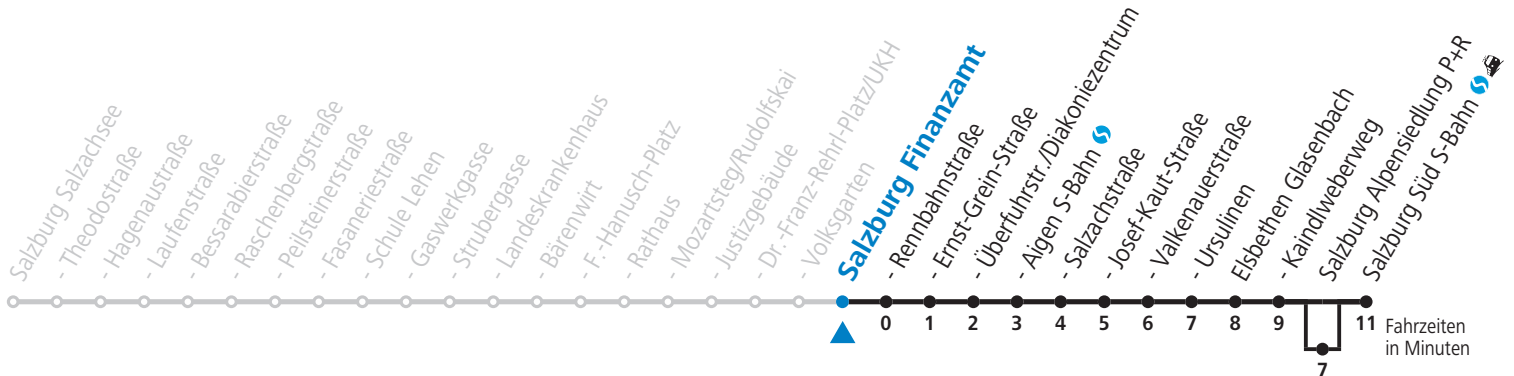 Salzburg Salzachsee
- Theodostraße
- Hagenaustraße
Laufenstraße
- Bessarabierstraße
- Raschenbergstraße
- Peilsteinerstraße
- Fasaneriestraße
- Schule Lehen
- Gaswerkgasse
- Strubergasse
- Landeskrankenhaus
- Bärenwirt
- F. -Hanusch-Platz
- Rathaus
- Mozartsteg/Rudolfskai
- Justizgebäude
- Dr. -Franz-Rehrl-Platz/UKH
- Volksgarten
Salzburg Finanzamt
- Rennbahnstraße
- Ernst-Grein-Straße
- Überfuhrstr./Diakoniezentrum
- Aigen S-Bahn
- Salzachstraße
- Josef-Kaut-Straße
- Valkenauerstraße
- Ursulinen
Elsbethen Glasenbach
- Kaindlweberweg
Salzburg Alpensiedlung P+R
Salzburg Süd S-Bahn
0 1 2 3 4 5 6 7 8 9 11 Fahrzeiten
in Minuten
7